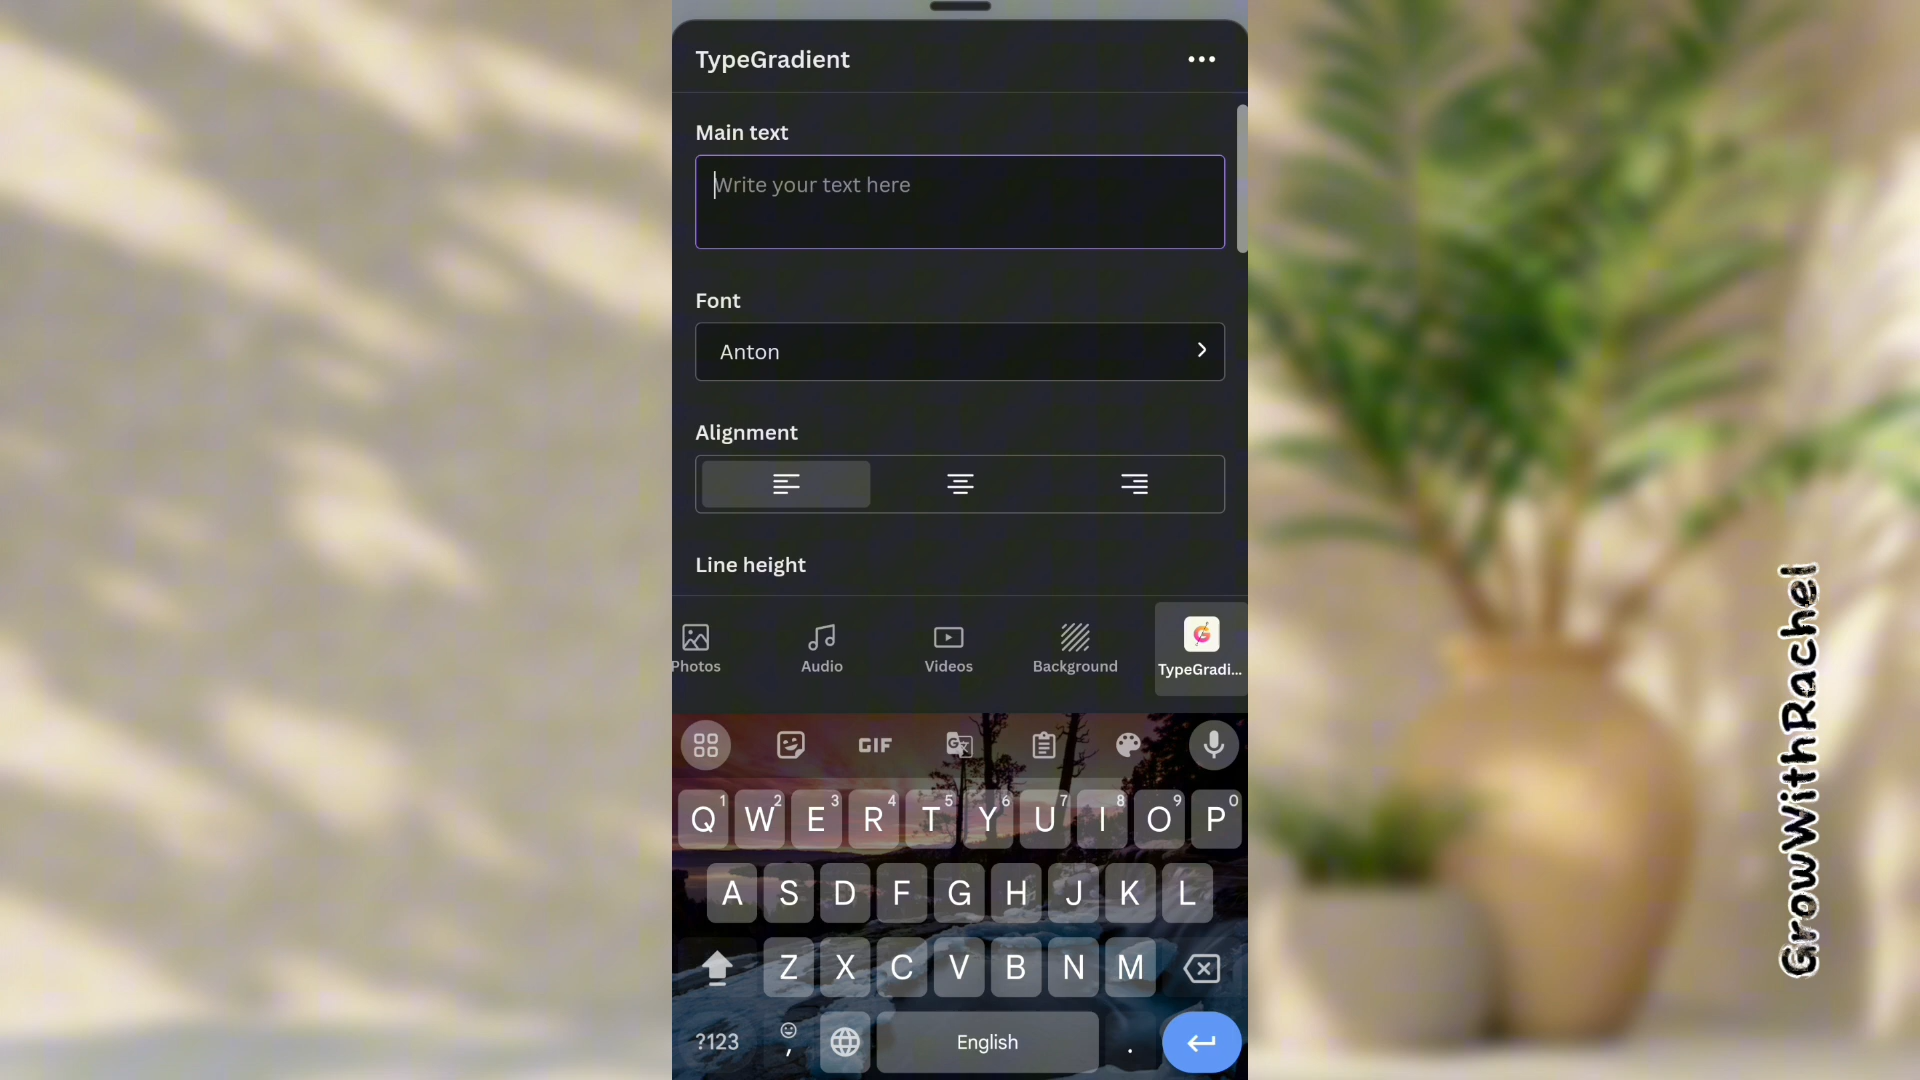 TypeGradient
Main text
Write your text here
Font
Anton
Alignment
Line height
Photos
Audio
Videos
Background
TypeGradi...
GIF
Q1 W2 E3 R4 T5 Y6 U7 I8 O9 P0
A S D F G H J K L
Z X C V B N M
?123 , English .
GrowWithRachel